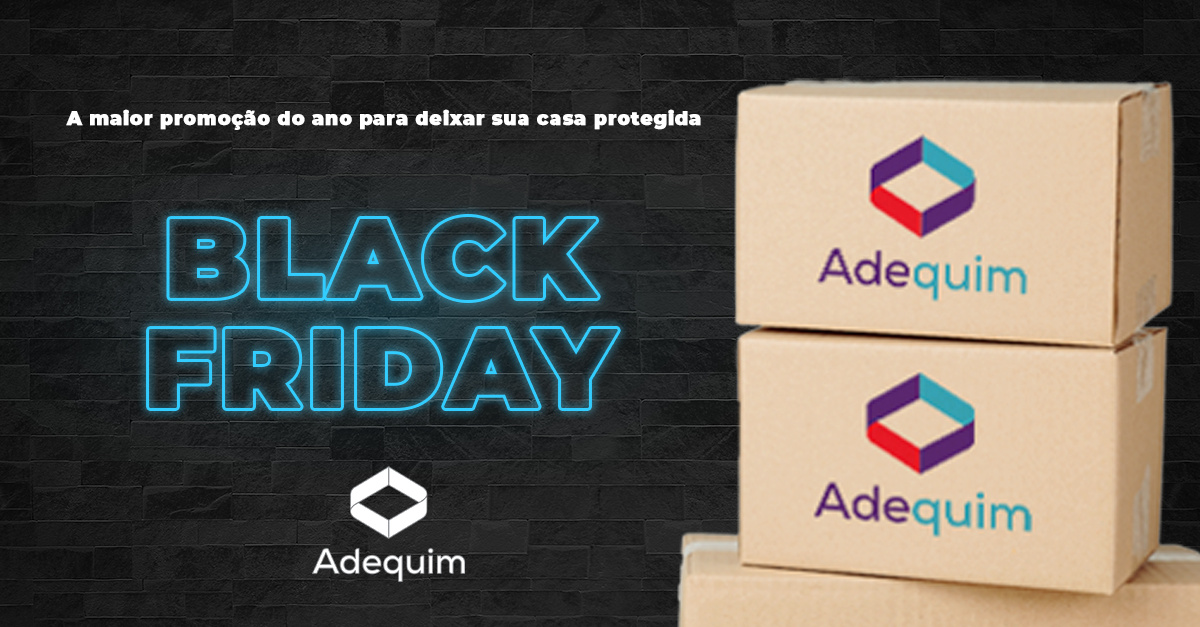 A maior promoção do ano para deixar sua casa protegida
BLACK
FRIDAY
Adequim
Adequim
Adequim